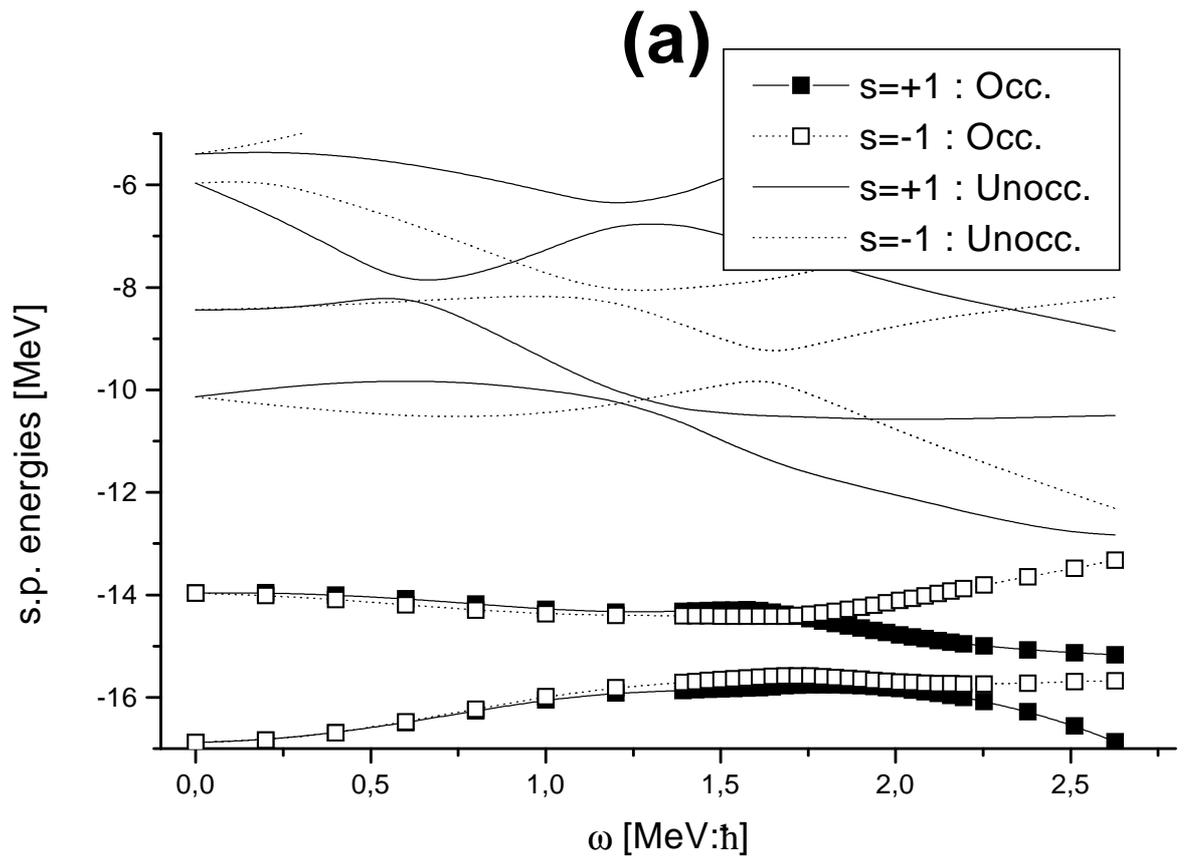 (a)
s=+1 : Occ.
s=-1 : Occ.
s=+1 : Unocc.
s=-1 : Unocc.
-6
-8
-10
-12
-14
-16
s.p. energies [MeV]
0,0 0,5 1,0 1,5 2,0 2,5
ω [MeV:ħ]